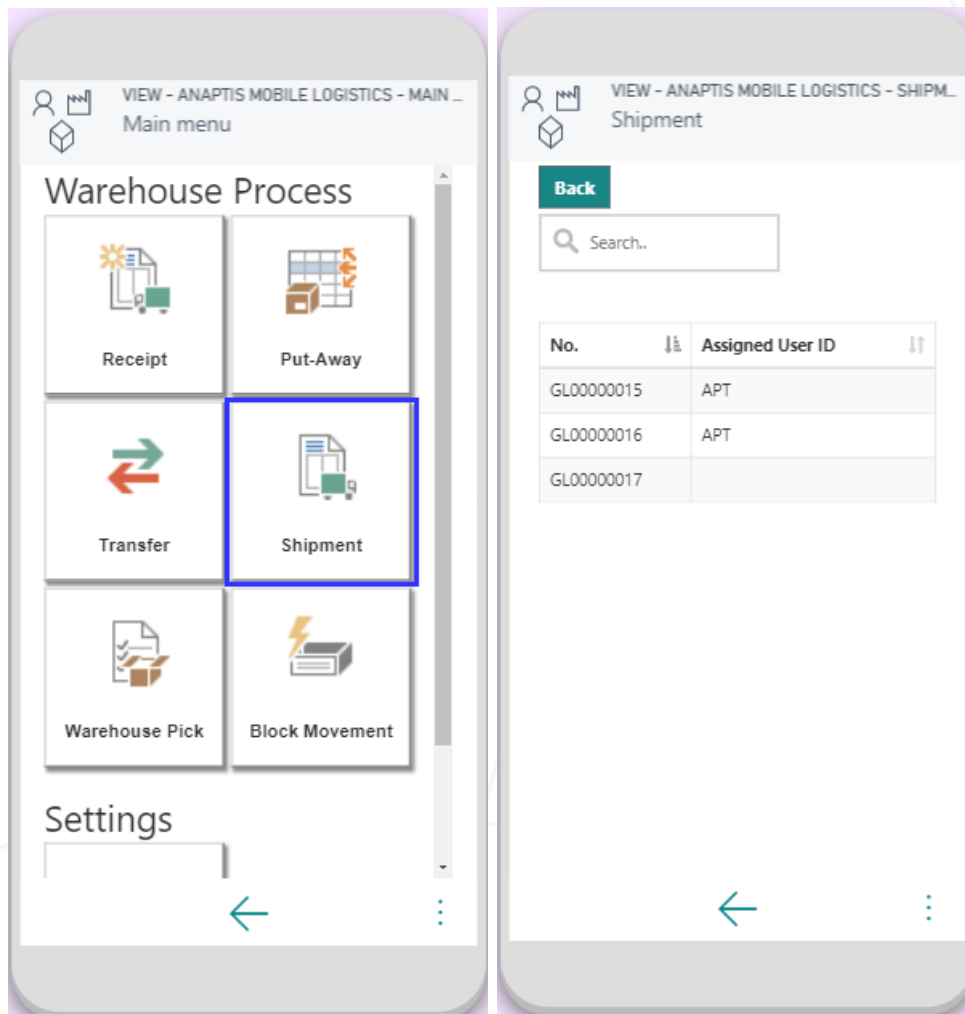 VIEW - ANAPTIS MOBILE LOGISTICS - MAIN _
Main menu
Warehouse Process
Receipt
Put-Away
Transfer
Shipment
Warehouse Pick
Block Movement
Settings
VIEW - ANAPTIS MOBILE LOGISTICS - SHIPM_
Shipment
Back
Search..
No. Assigned User ID
GL00000015 APT
GL00000016 APT
GL00000017